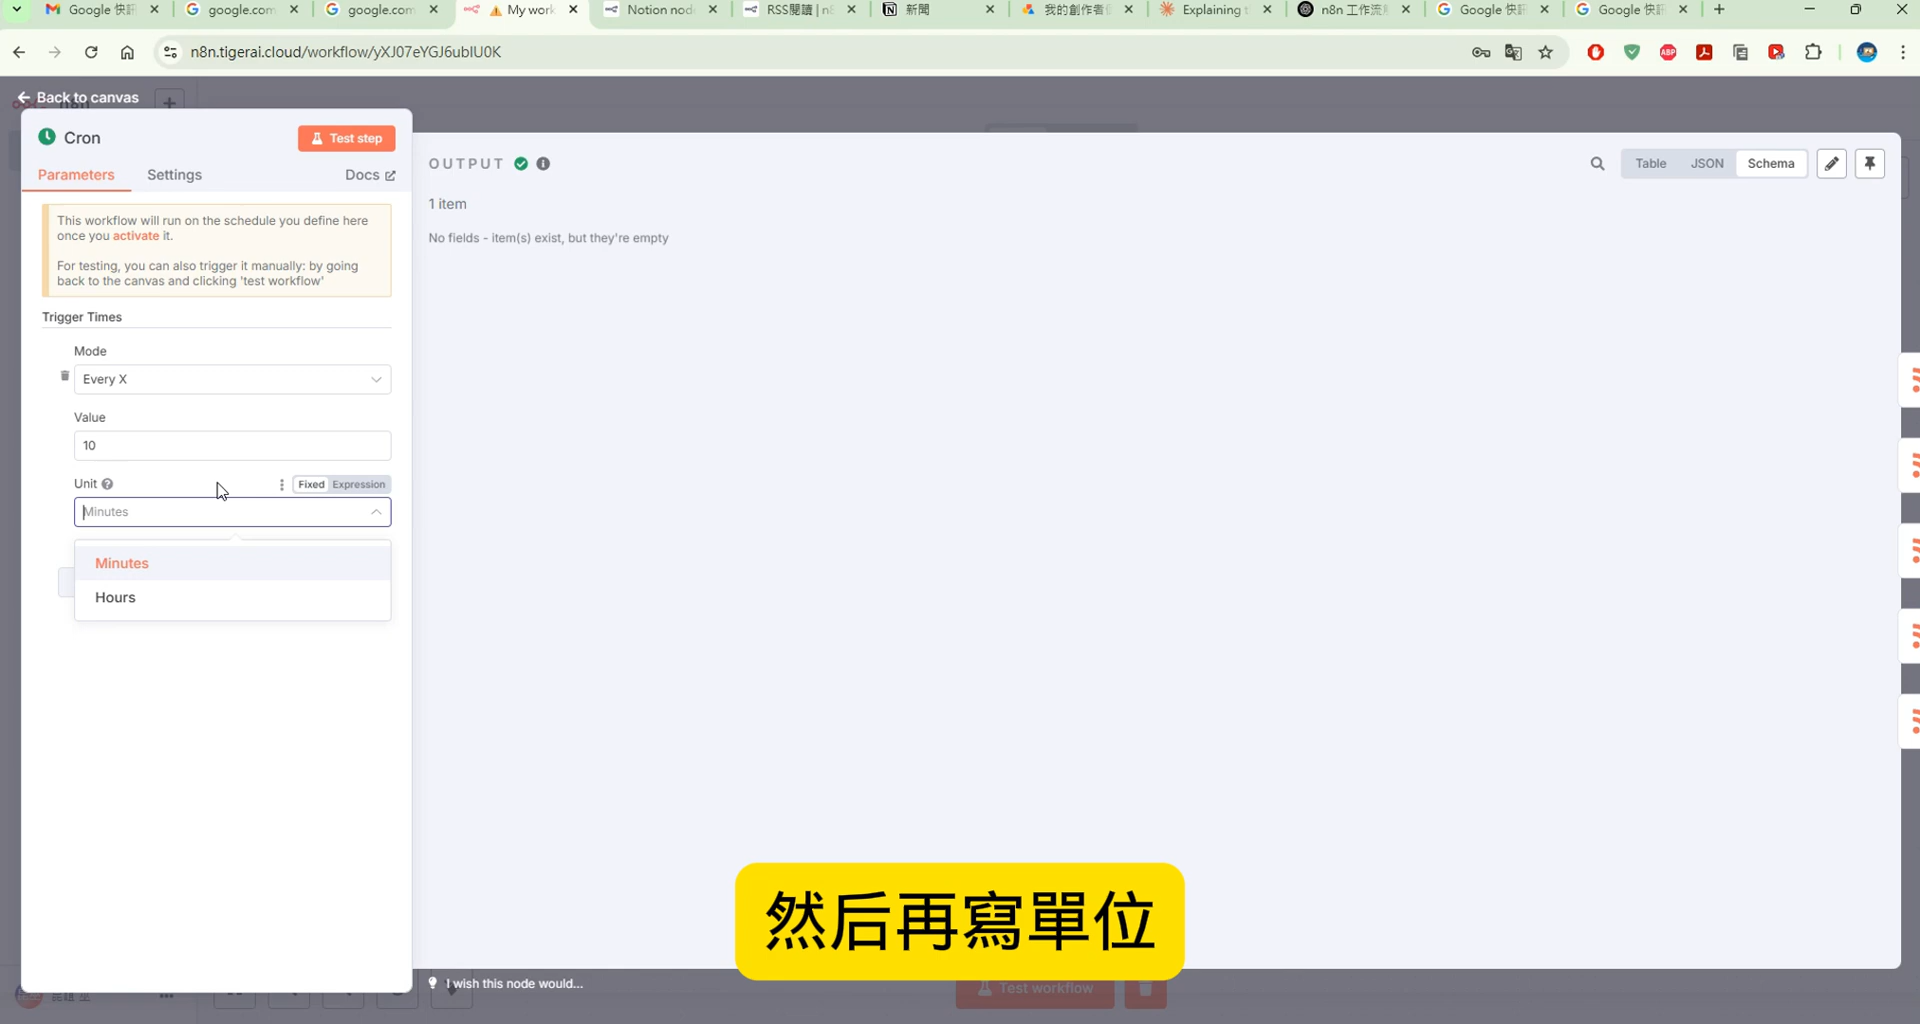 Google 快訊
google.com
google.com
My work
Notion nod
RSS閱讀 | n8
新聞
我的創作者
Explaining t
n8n 工作流
Google 快訊
Google 快訊
n8n.tigerai.cloud/workflow/yXJ07eYGJ6ubIU0K
ABP
Back to canvas
Cron
Test step
Parameters
Settings
Docs
This workflow will run on the schedule you define here
once you activate it.
For testing, you can also trigger it manually: by going
back to the canvas and clicking 'test workflow'
Trigger Times
Mode
Every X
Value
10
Unit
Fixed
Expression
Minutes
Minutes
Hours
OUTPUT
Table
JSON
Schema
1 item
No fields - item(s) exist, but they're empty
然后再寫單位
I wish this node would...
Test workflow